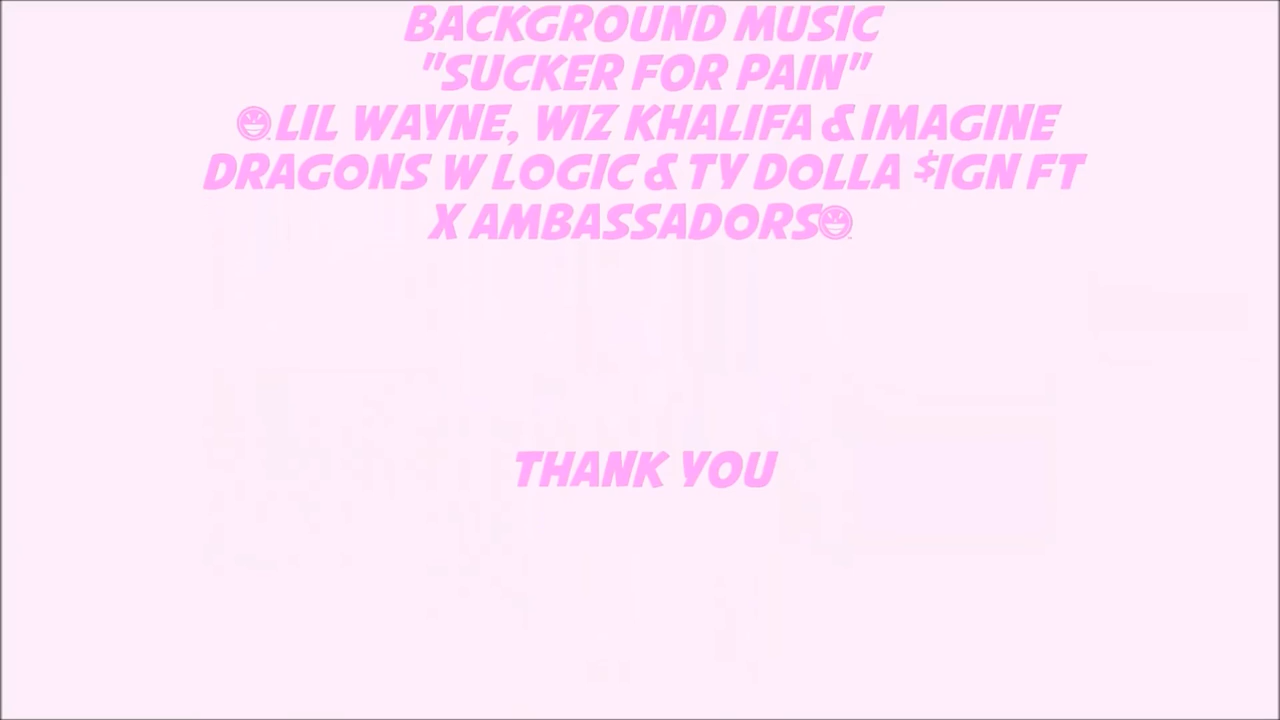 BACKGROUND MUSIC
"SUCKER FOR PAIN"
LIL WAYNE, WIZ KHALIFA & IMAGINE
DRAGONS W LOGIC & TY DOLLA $IGN FT
X AMBASSADORS
THANK YOU